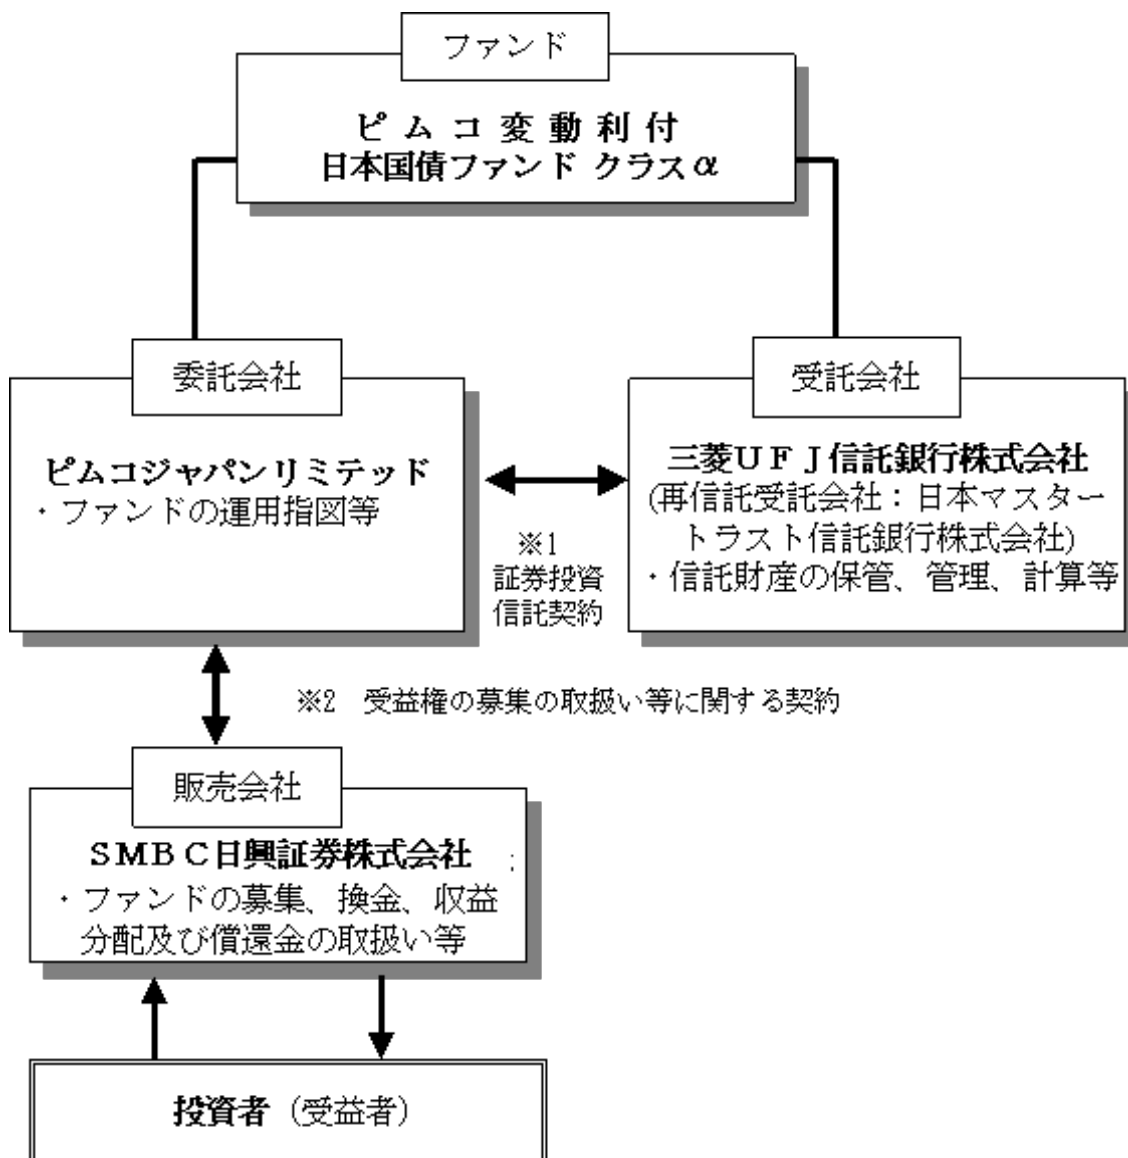 ファンド
ピムコ変動利付
日本国債ファンド クラスα
委託会社
ピムコジャパンリミテッド
・ファンドの運用指図等
※1
証券投資
信託契約
受託会社
三菱ＵＦＪ信託銀行株式会社
(再信託受託会社：日本マスター
トラスト信託銀行株式会社)
・信託財産の保管、管理、計算等
※2　受益権の募集の取扱い等に関する契約
販売会社
ＳＭＢＣ日興証券株式会社 ;
・ファンドの募集、換金、収益
分配及び償還金の取扱い等
投資者（受益者）